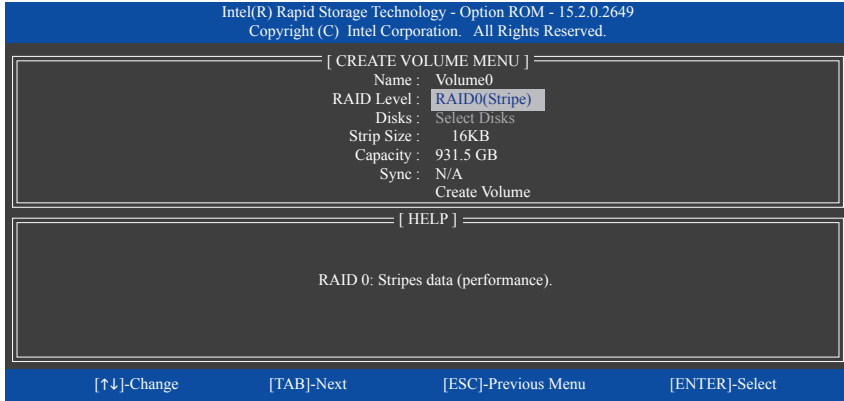 Intel(R) Rapid Storage Technology - Option ROM - 15.2.0.2649
Copyright (C) Intel Corporation. All Rights Reserved.
[ CREATE VOLUME MENU ]
Name : Volume0
RAID Level : RAID0(Stripe)
Disks : Select Disks
Strip Size : 16KB
Capacity : 931.5 GB
Sync : N/A
Create Volume
[ HELP ]
RAID 0: Stripes data (performance).
[↑↓]-Change [TAB]-Next [ESC]-Previous Menu [ENTER]-Select